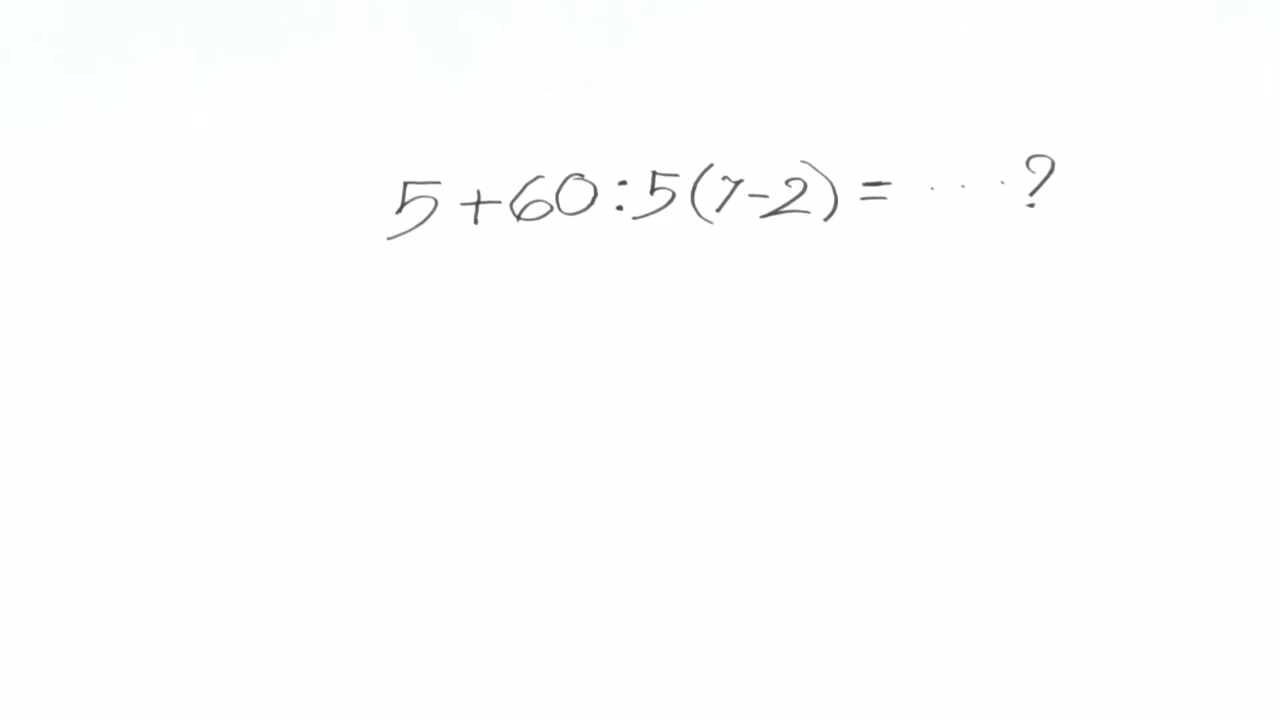 5+60:5(7-2) = ...?